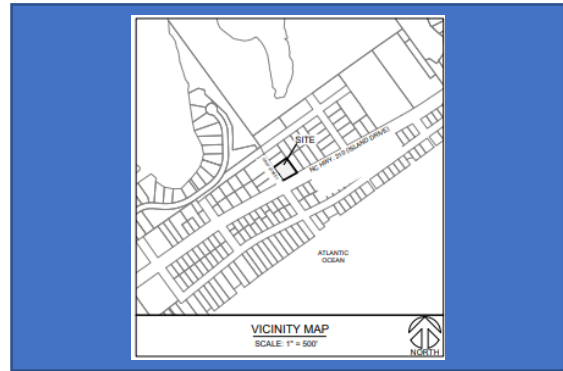 SITE
NC HWY. 210 (ISLAND DRIVE)
ATLANTIC
OCEAN
VICINITY MAP
SCALE: 1" = 500'
NORTH